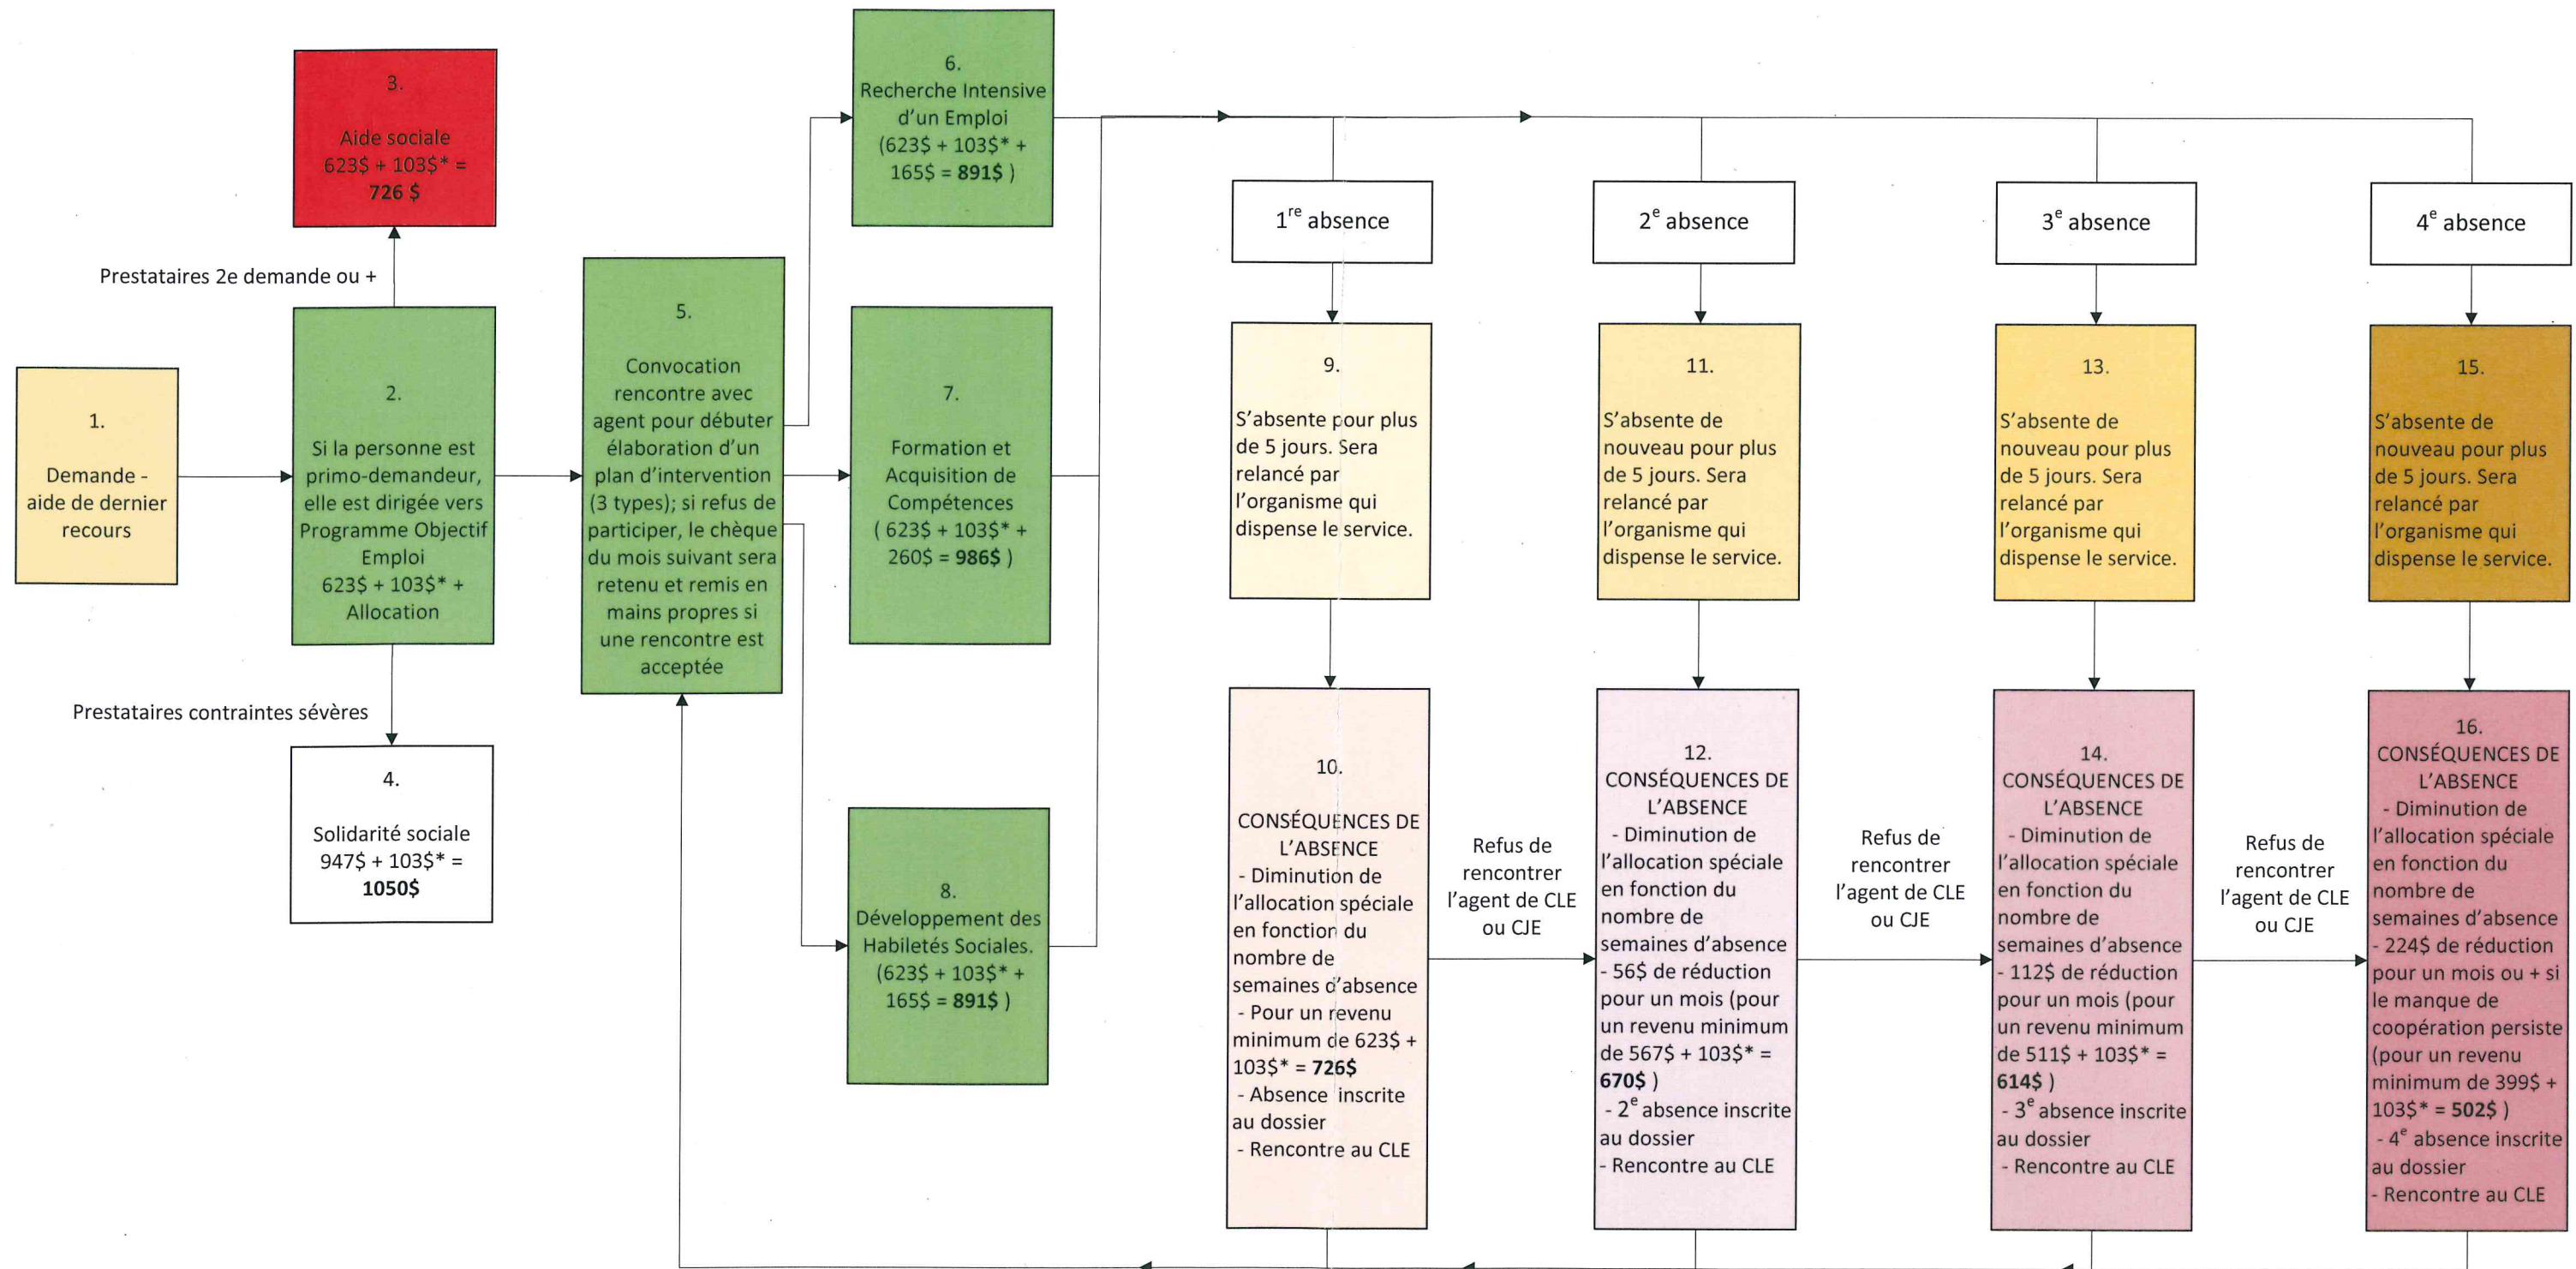 1.
Demande -
aide de dernier
recours
2.
Si la personne est
primo-demandeur,
elle est dirigée vers
Programme Objectif
Emploi
623$ + 103$* +
Allocation
Prestataires 2e demande ou +
3.
Aide sociale
623$ + 103$* =
726 $
Prestataires contraintes sévères
4.
Solidarité sociale
947$ + 103$* =
1050$
5.
Convocation
rencontre avec
agent pour débuter
élaboration d'un
plan d'intervention
(3 types); si refus de
participer, le chèque
du mois suivant sera
retenu et remis en
mains propres si
une rencontre est
acceptée
6.
Recherche Intensive
d'un Emploi
(623$ + 103$* +
165$ = 891$ )
7.
Formation et
Acquisition de
Compétences
( 623$ + 103$* +
260$ = 986$ )
8.
Développement des
Habiletés Sociales.
(623$ + 103$* +
165$ = 891$ )
1re absence
9.
S'absente pour plus
de 5 jours. Sera
relancé par
l'organisme qui
dispense le service.
10.
CONSÉQUENCES DE
L'ABSENCE
- Diminution de
l'allocation spéciale
en fonction du
nombre de
semaines d'absence
- Pour un revenu
minimum de 623$ +
103$* = 726$
- Absence inscrite
au dossier
- Rencontre au CLE
Refus de
rencontrer
l'agent de CLE
ou CJE
2e absence
11.
S'absente de
nouveau pour plus
de 5 jours. Sera
relancé par
l'organisme qui
dispense le service.
12.
CONSÉQUENCES DE
L'ABSENCE
- Diminution de
l'allocation spéciale
en fonction du
nombre de
semaines d'absence
- 56$ de réduction
pour un mois (pour
un revenu minimum
de 567$ + 103$* =
670$ )
- 2e absence inscrite
au dossier
- Rencontre au CLE
Refus de
rencontrer
l'agent de CLE
ou CJE
3e absence
13.
S'absente de
nouveau pour plus
de 5 jours. Sera
relancé par
l'organisme qui
dispense le service.
14.
CONSÉQUENCES DE
L'ABSENCE
- Diminution de
l'allocation spéciale
en fonction du
nombre de
semaines d'absence
- 112$ de réduction
pour un mois (pour
un revenu minimum
de 511$ + 103$* =
614$ )
- 3e absence inscrite
au dossier
- Rencontre au CLE
Refus de
rencontrer
l'agent de CLE
ou CJE
4e absence
15.
S'absente de
nouveau pour plus
de 5 jours. Sera
relancé par
l'organisme qui
dispense le service.
16.
CONSÉQUENCES DE
L'ABSENCE
- Diminution de
l'allocation spéciale
en fonction du
nombre de
semaines d'absence
- 224$ de réduction
pour un mois ou + si
le manque de
coopération persiste
(pour un revenu
minimum de 399$ +
103$* = 502$ )
- 4e absence inscrite
au dossier
- Rencontre au CLE